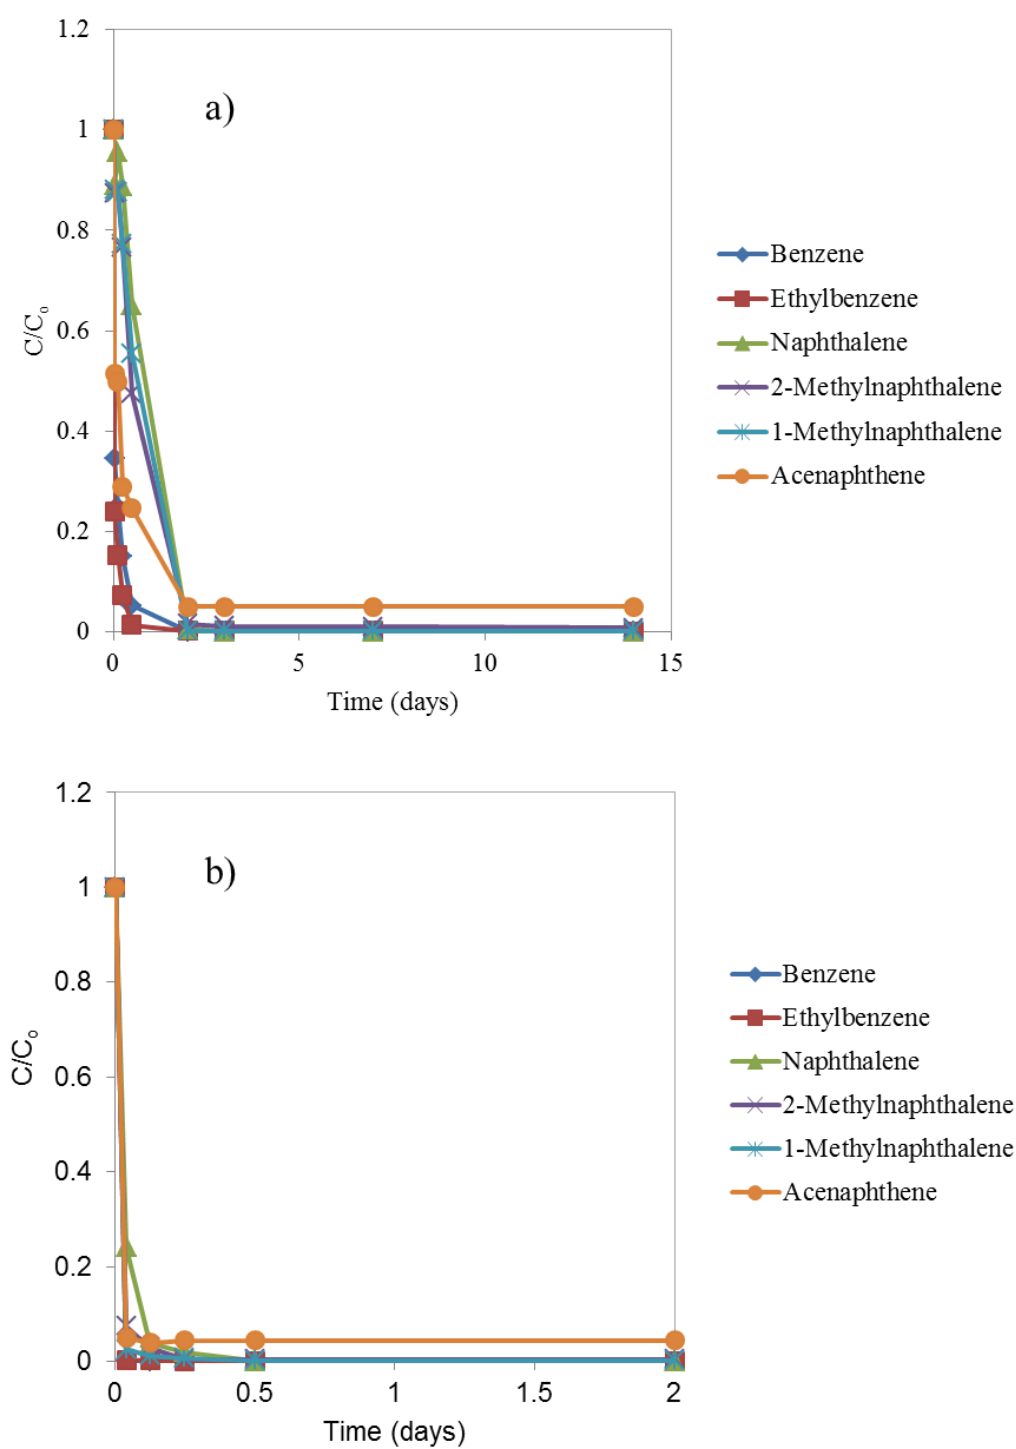 1.2
a)
1
0.8
0.6
0.4
0.2
0
C/Co
0 5 10 15
Time (days)
Benzene
Ethylbenzene
Naphthalene
2-Methylnaphthalene
1-Methylnaphthalene
Acenaphthene
1.2
b)
1
0.8
0.6
0.4
0.2
0
C/Co
0 0.5 1 1.5 2
Time (days)
Benzene
Ethylbenzene
Naphthalene
2-Methylnaphthalene
1-Methylnaphthalene
Acenaphthene